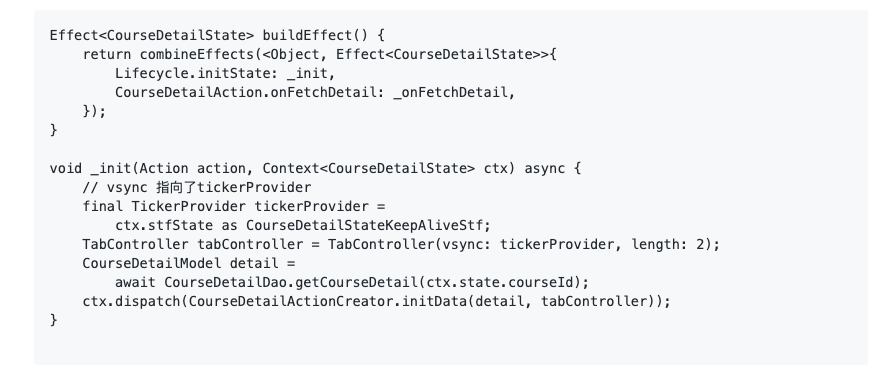 Effect<CourseDetailState> buildEffect() {
    return combineEffects(<Object, Effect<CourseDetailState>>{
        Lifecycle.initState: _init,
        CourseDetailAction.onFetchDetail: _onFetchDetail,
    });
}

void _init(Action action, Context<CourseDetailState> ctx) async {
    // vsync 指向了tickerProvider
    final TickerProvider tickerProvider =
        ctx.stfState as CourseDetailStateKeepAliveStf;
    TabController tabController = TabController(vsync: tickerProvider, length: 2);
    CourseDetailModel detail =
        await CourseDetailDao.getCourseDetail(ctx.state.courseId);
    ctx.dispatch(CourseDetailActionCreator.initData(detail, tabController));
}